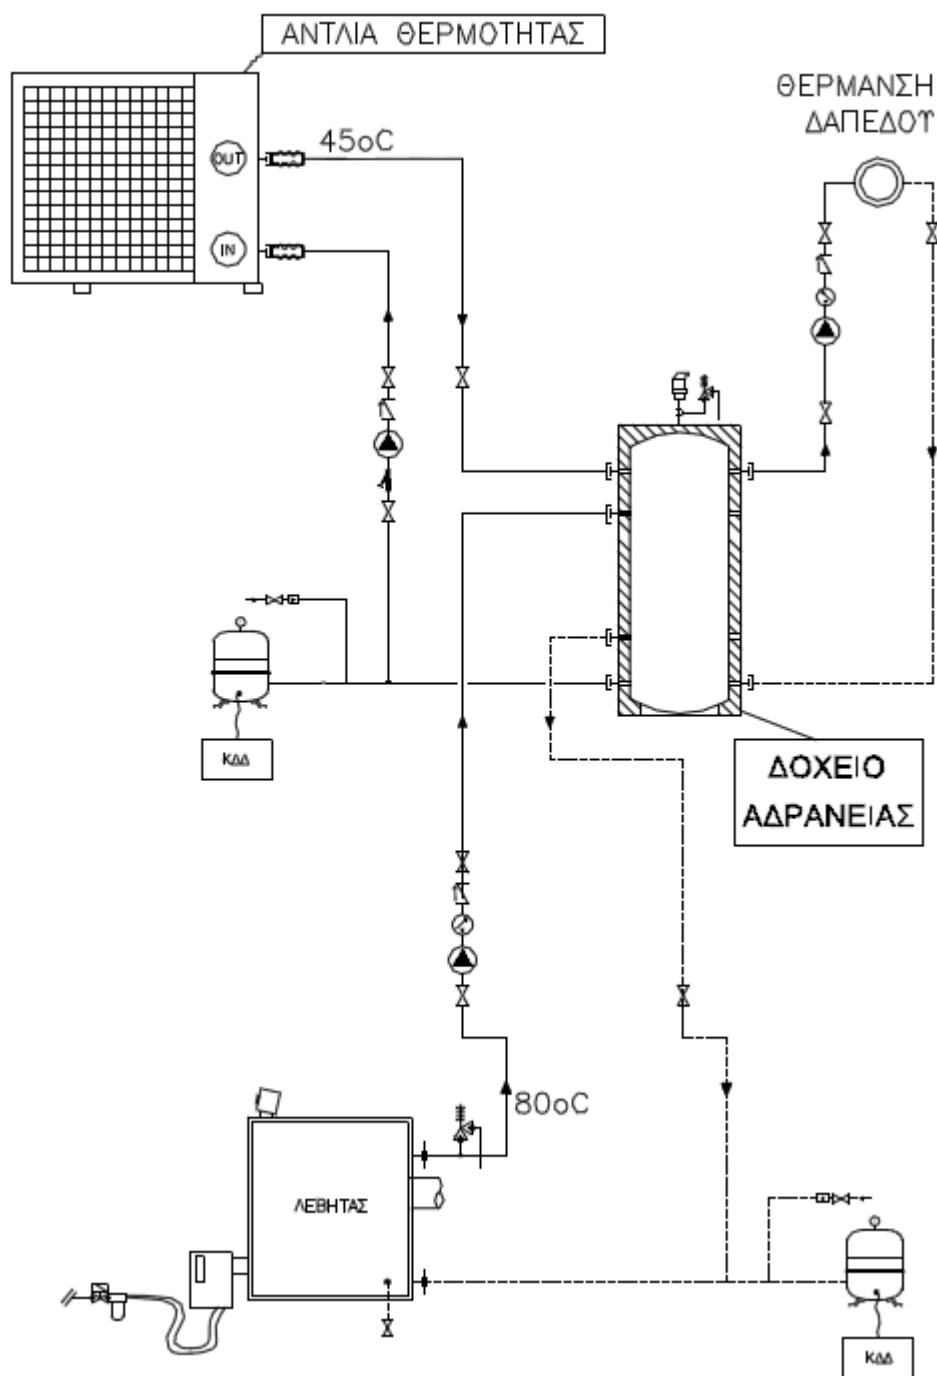 ΑΝΤΛΙΑ ΘΕΡΜΟΤΗΤΑΣ
ΘΕΡΜΑΝΣΗ
ΔΑΠΕΔΟΥ
OUT
45oC
IN
ΚΔΔ
ΔΟΧΕΙΟ
ΑΔΡΑΝΕΙΑΣ
80oC
ΛΕΒΗΤΑΣ
ΚΔΔ